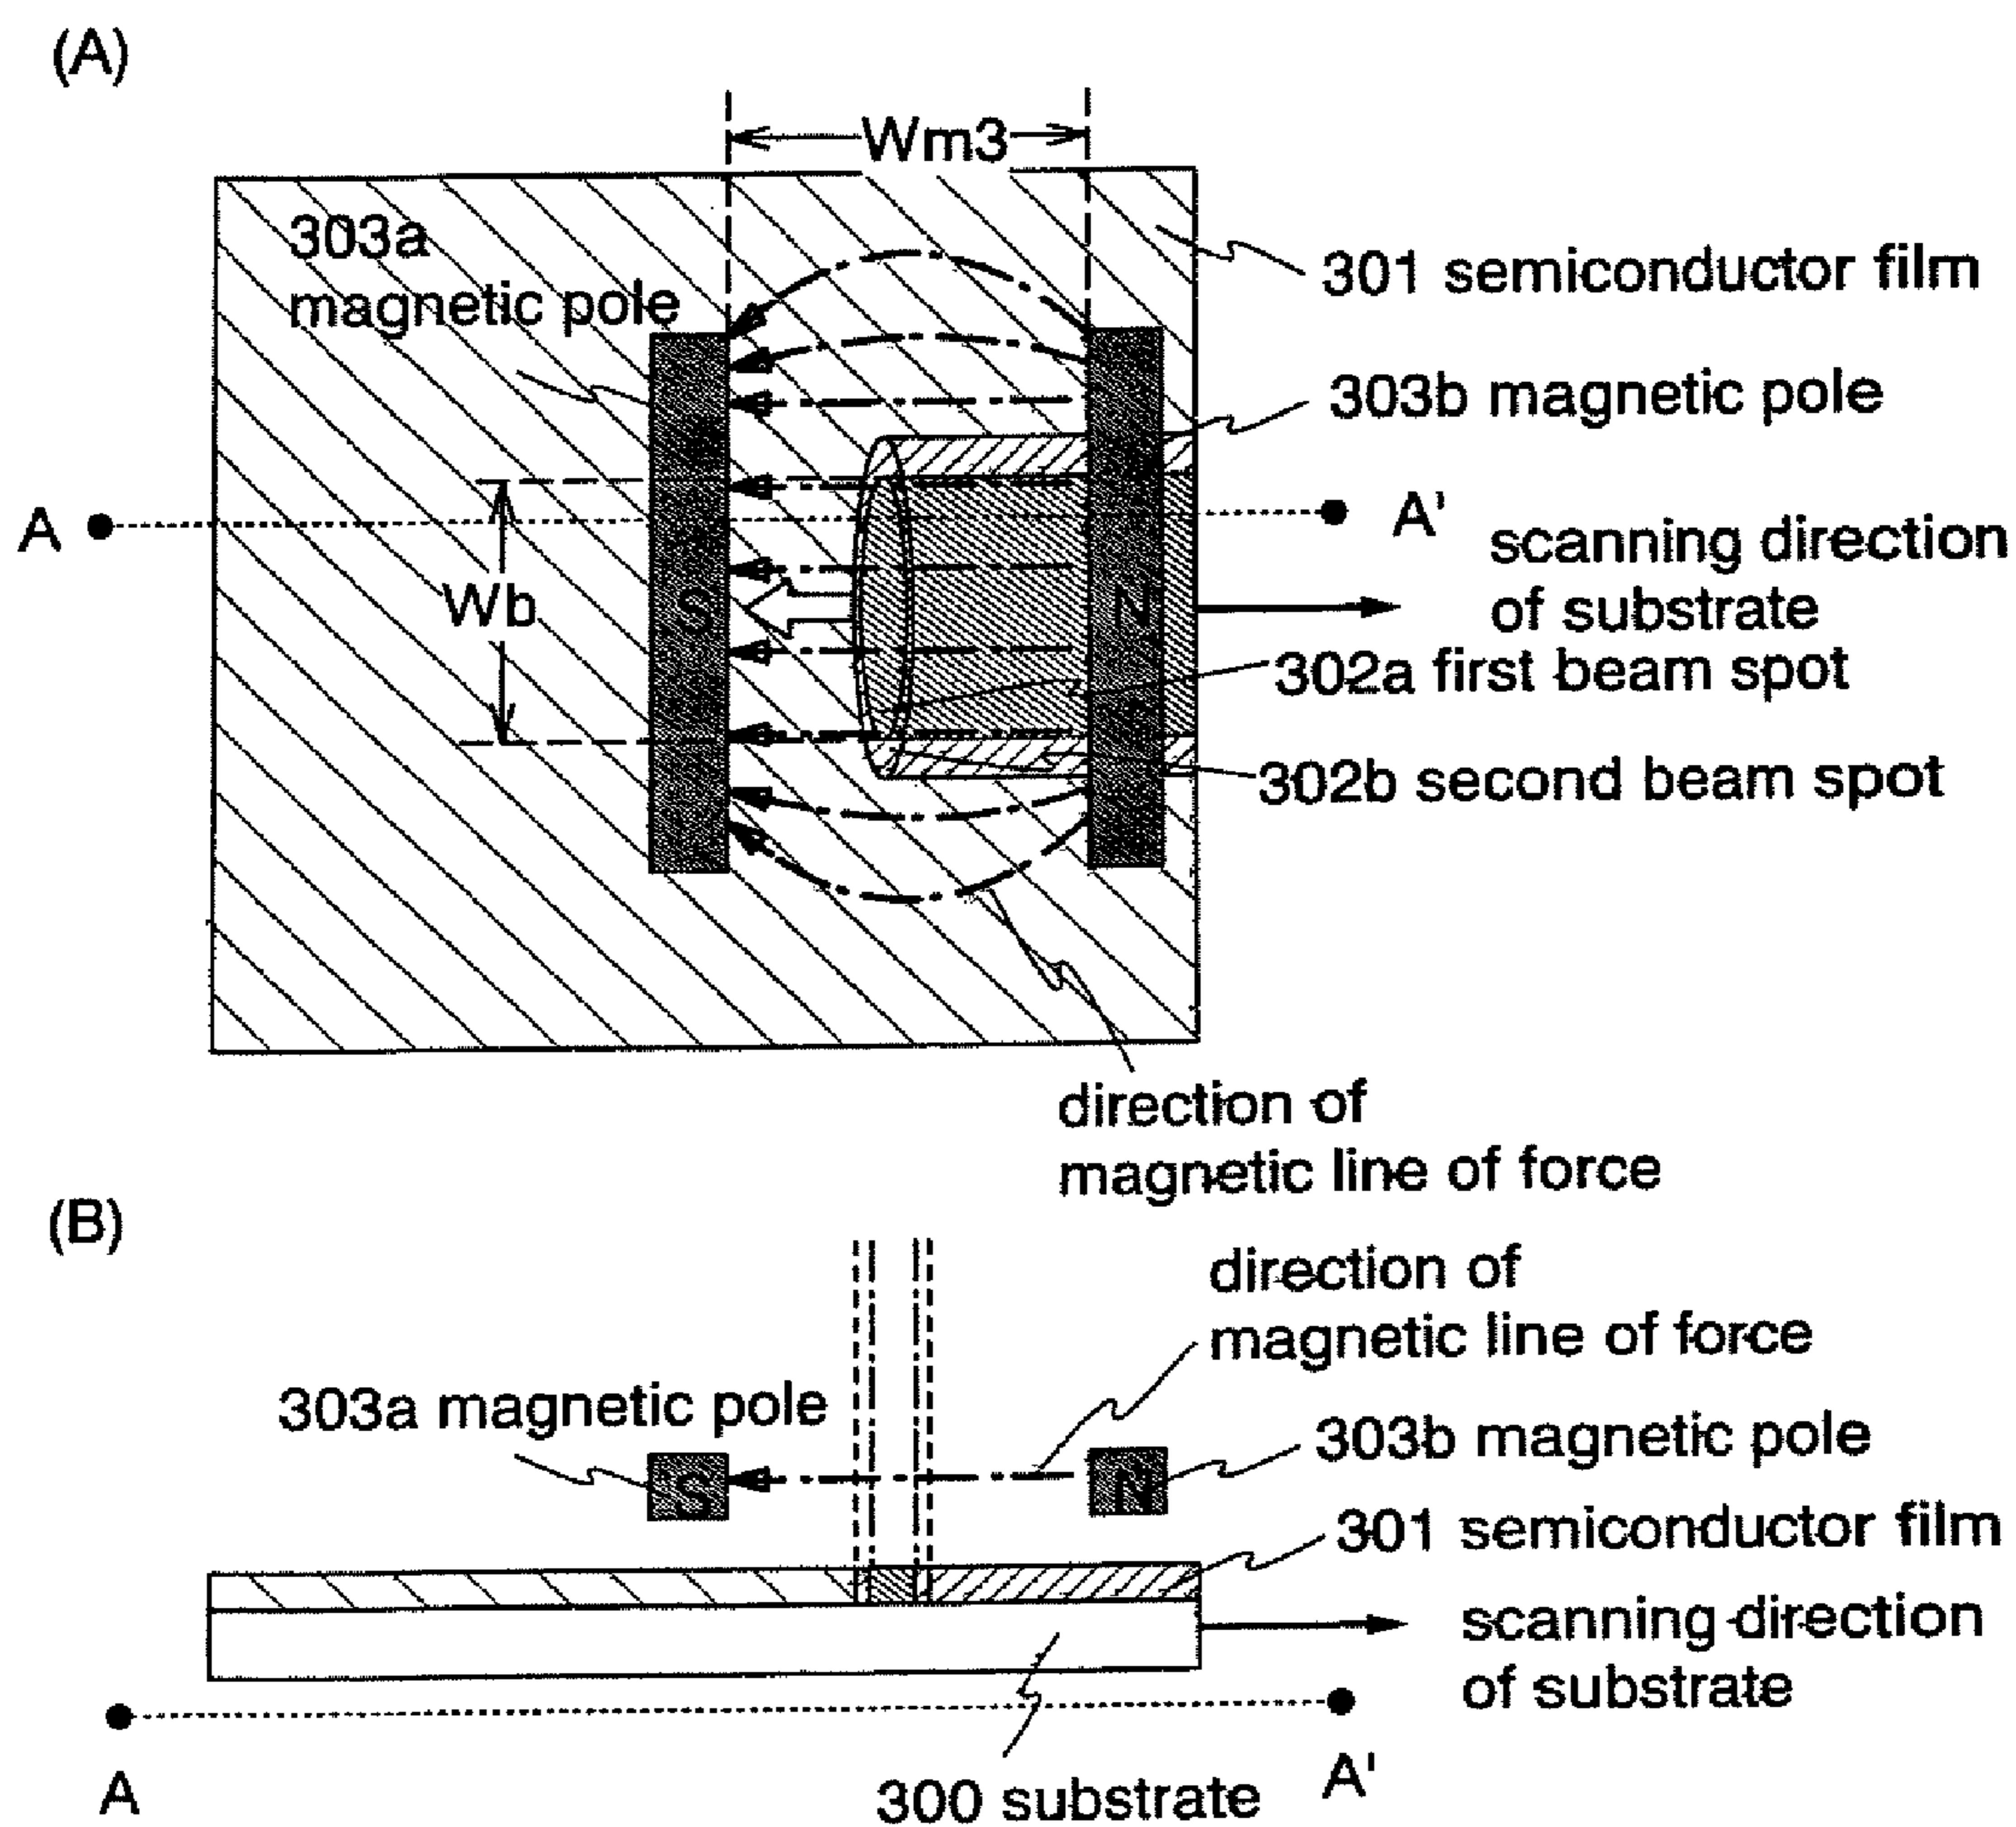 (A)
Wm3
303a
magnetic pole
301 semiconductor film
303b magnetic pole
A
A'
scanning direction
of substrate
Wb
S
N
302a first beam spot
302b second beam spot
direction of
magnetic line of force
(B)
direction of
magnetic line of force
303a magnetic pole
303b magnetic pole
S
N
301 semiconductor film
scanning direction
of substrate
A
A'
300 substrate